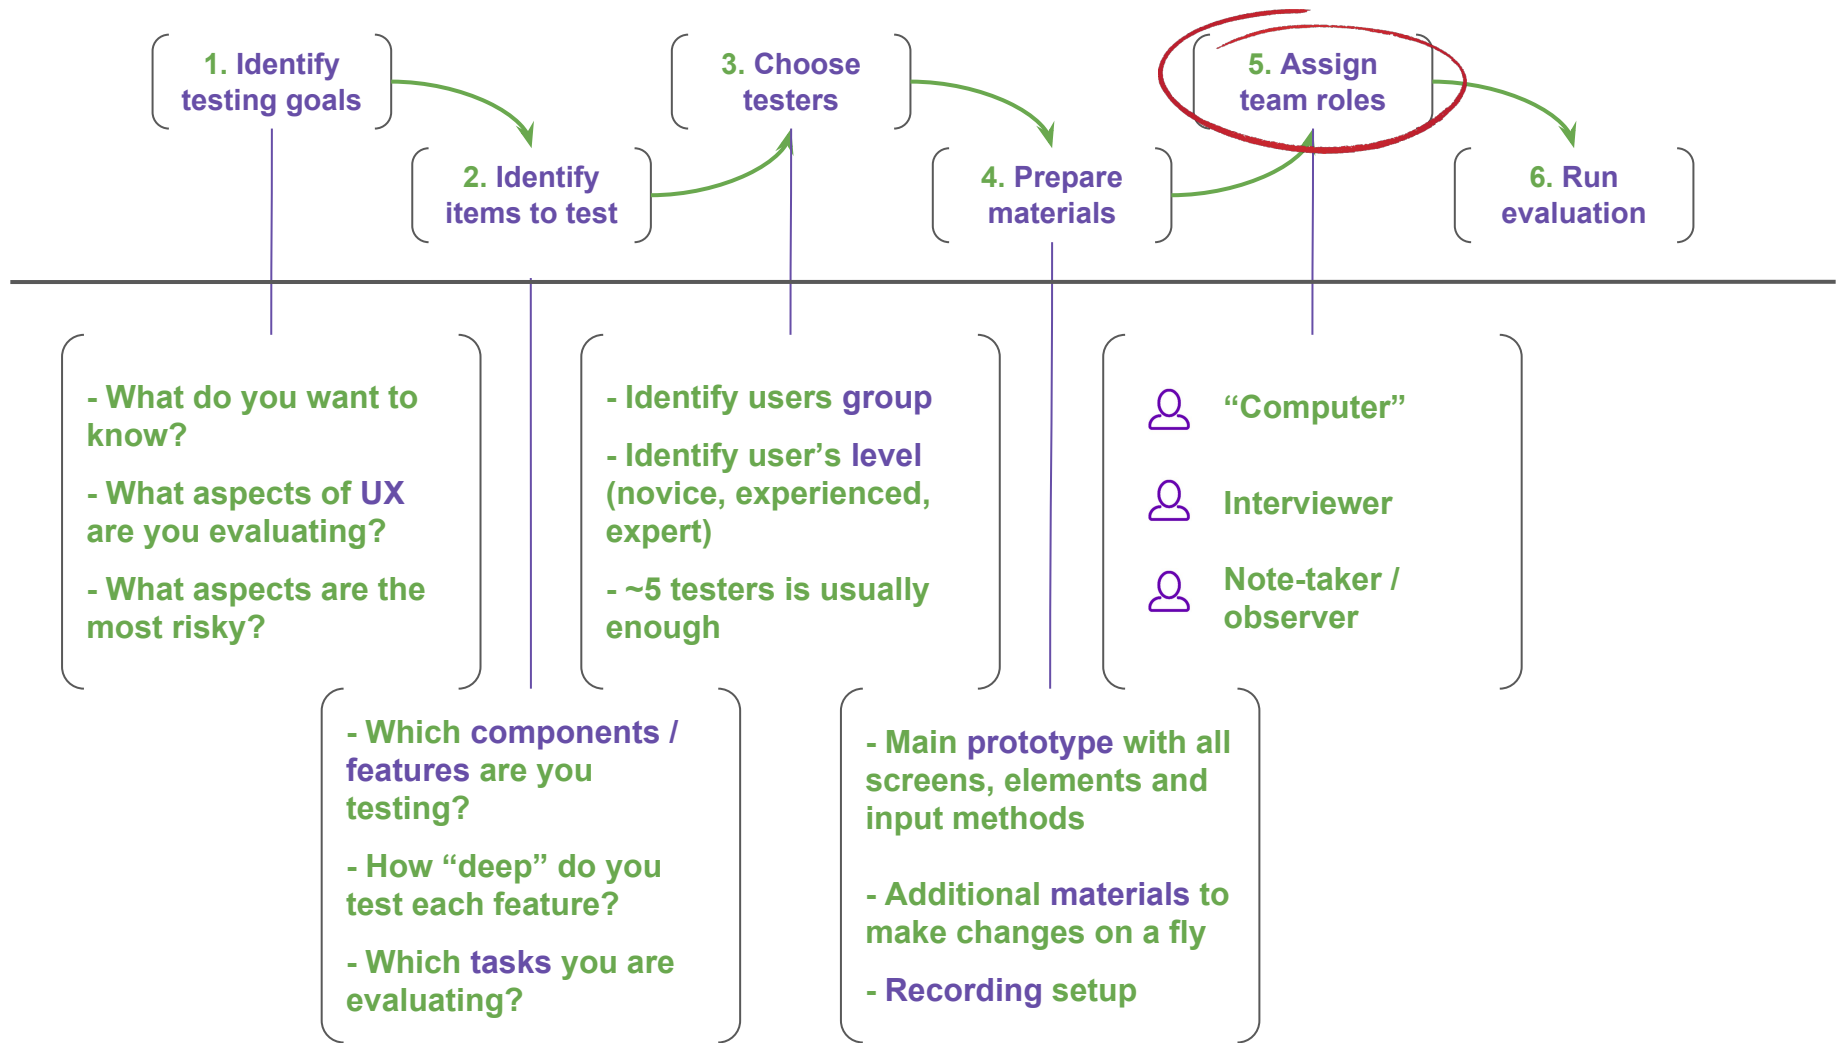 1. Identify
testing goals
2. Identify
items to test
3. Choose
testers
4. Prepare
materials
5. Assign
team roles
6. Run
evaluation
- What do you want to
know?
- What aspects of UX
are you evaluating?
- What aspects are the
most risky?
- Which components /
features are you
testing?
- How “deep” do you
test each feature?
- Which tasks you are
evaluating?
- Identify users group
- Identify user’s level
(novice, experienced,
expert)
- ~5 testers is usually
enough
- Main prototype with all
screens, elements and
input methods
- Additional materials to
make changes on a fly
- Recording setup
“Computer”
Interviewer
Note-taker /
observer